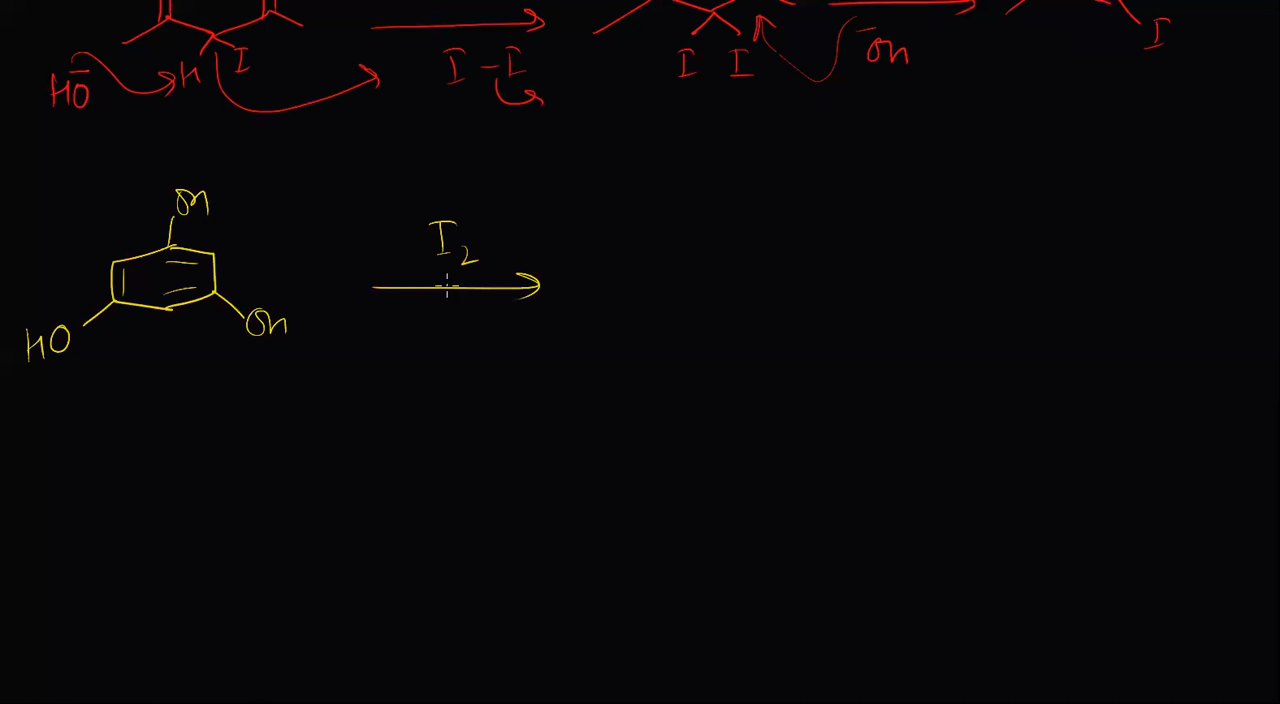 HO⁻ H I I – I I I ⁻OH I
OH
I₂
HO OH